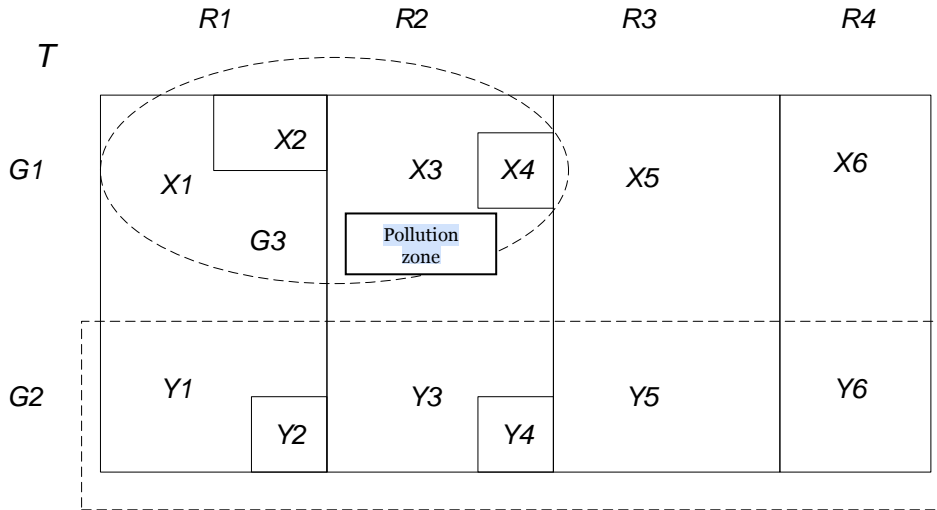 R1 R2 R3 R4
T
G1 X1 X2 X3 X4 X5 X6
G3 Pollution
zone
G2 Y1 Y2 Y3 Y4 Y5 Y6